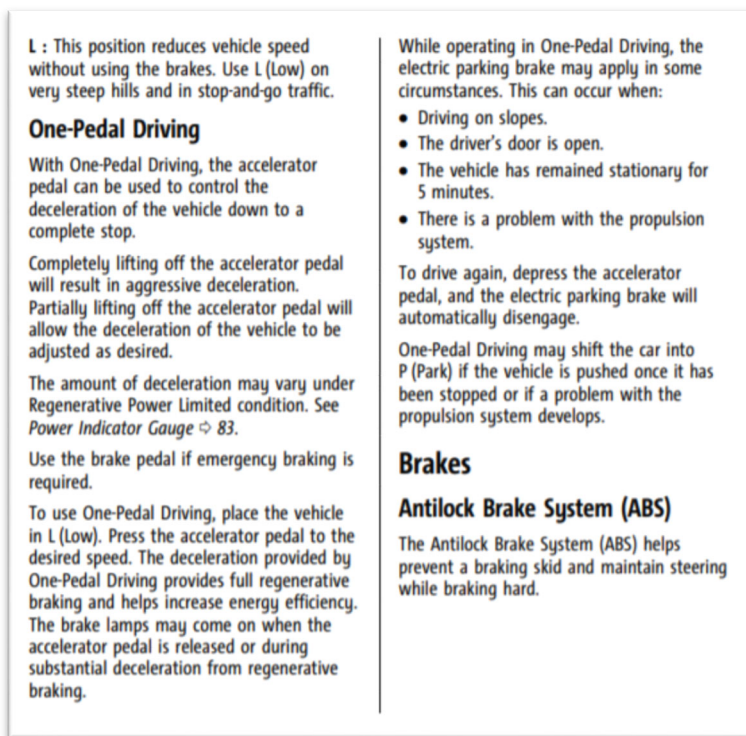 L : This position reduces vehicle speed
without using the brakes. Use L (Low) on
very steep hills and in stop-and-go traffic.
One-Pedal Driving
With One-Pedal Driving, the accelerator
pedal can be used to control the
deceleration of the vehicle down to a
complete stop.
Completely lifting off the accelerator pedal
will result in aggressive deceleration.
Partially lifting off the accelerator pedal will
allow the deceleration of the vehicle to be
adjusted as desired.
The amount of deceleration may vary under
Regenerative Power Limited condition. See
Power Indicator Gauge ⇨ 83.
Use the brake pedal if emergency braking is
required.
To use One-Pedal Driving, place the vehicle
in L (Low). Press the accelerator pedal to the
desired speed. The deceleration provided by
One-Pedal Driving provides full regenerative
braking and helps increase energy efficiency.
The brake lamps may come on when the
accelerator pedal is released or during
substantial deceleration from regenerative
braking.
While operating in One-Pedal Driving, the
electric parking brake may apply in some
circumstances. This can occur when:
• Driving on slopes.
• The driver's door is open.
• The vehicle has remained stationary for
5 minutes.
• There is a problem with the propulsion
system.
To drive again, depress the accelerator
pedal, and the electric parking brake will
automatically disengage.
One-Pedal Driving may shift the car into
P (Park) if the vehicle is pushed once it has
been stopped or if a problem with the
propulsion system develops.
Brakes
Antilock Brake System (ABS)
The Antilock Brake System (ABS) helps
prevent a braking skid and maintain steering
while braking hard.